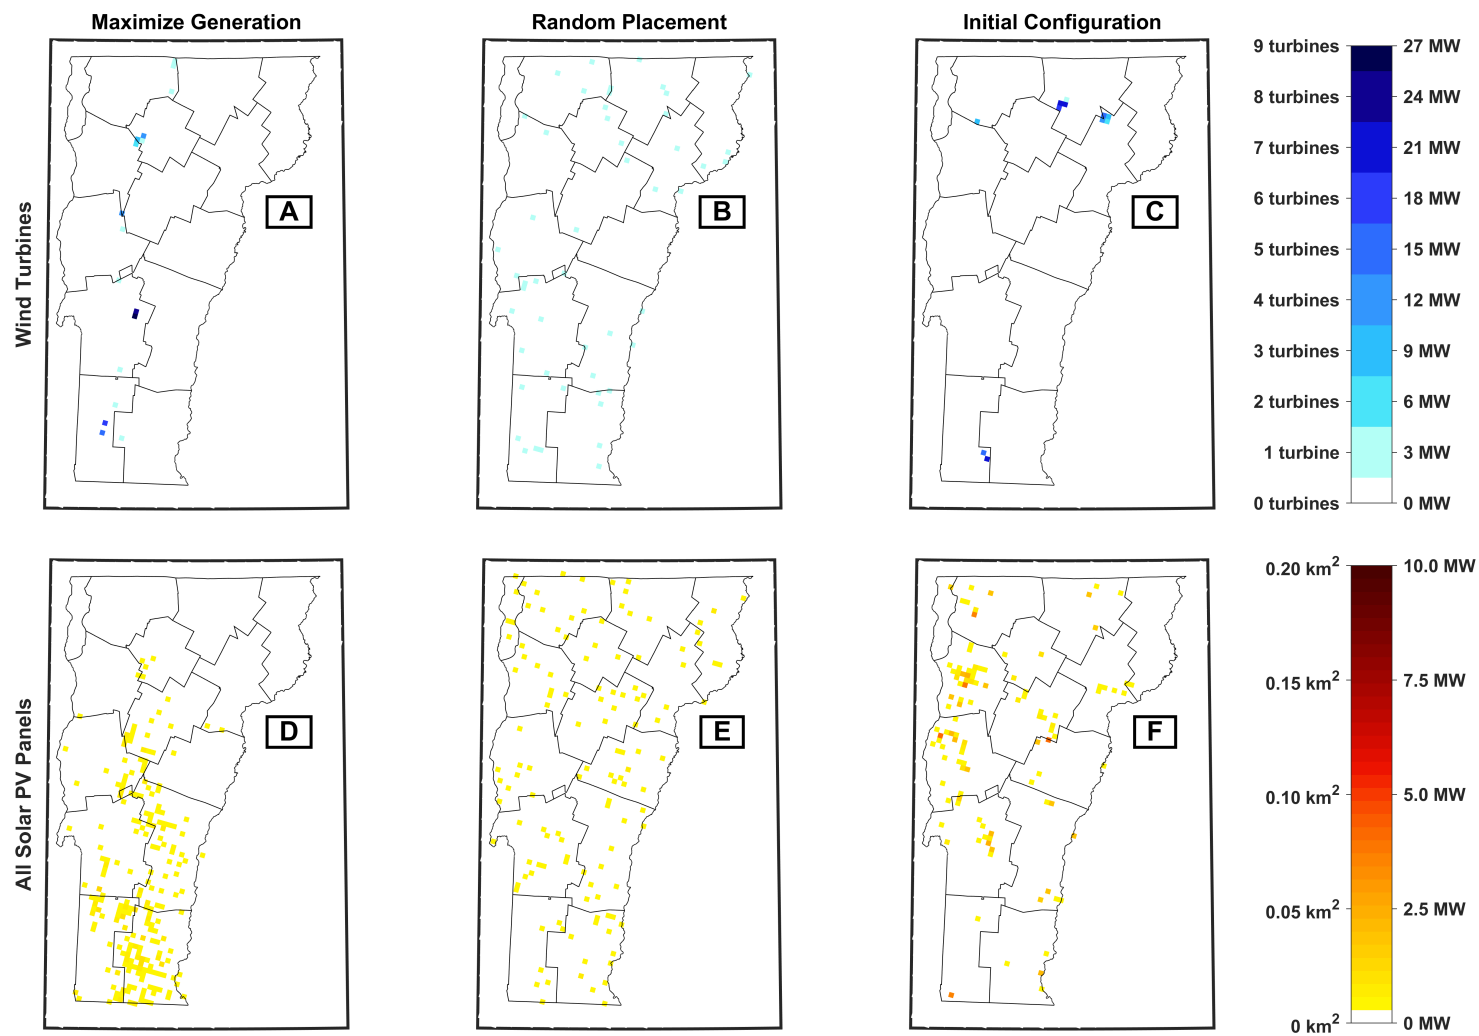 Maximize Generation
Random Placement
Initial Configuration
Wind Turbines
A
B
C
9 turbines 27 MW
8 turbines 24 MW
7 turbines 21 MW
6 turbines 18 MW
5 turbines 15 MW
4 turbines 12 MW
3 turbines 9 MW
2 turbines 6 MW
1 turbine 3 MW
0 turbines 0 MW
All Solar PV Panels
D
E
F
0.20 km² 10.0 MW
0.15 km² 7.5 MW
0.10 km² 5.0 MW
0.05 km² 2.5 MW
0 km² 0 MW